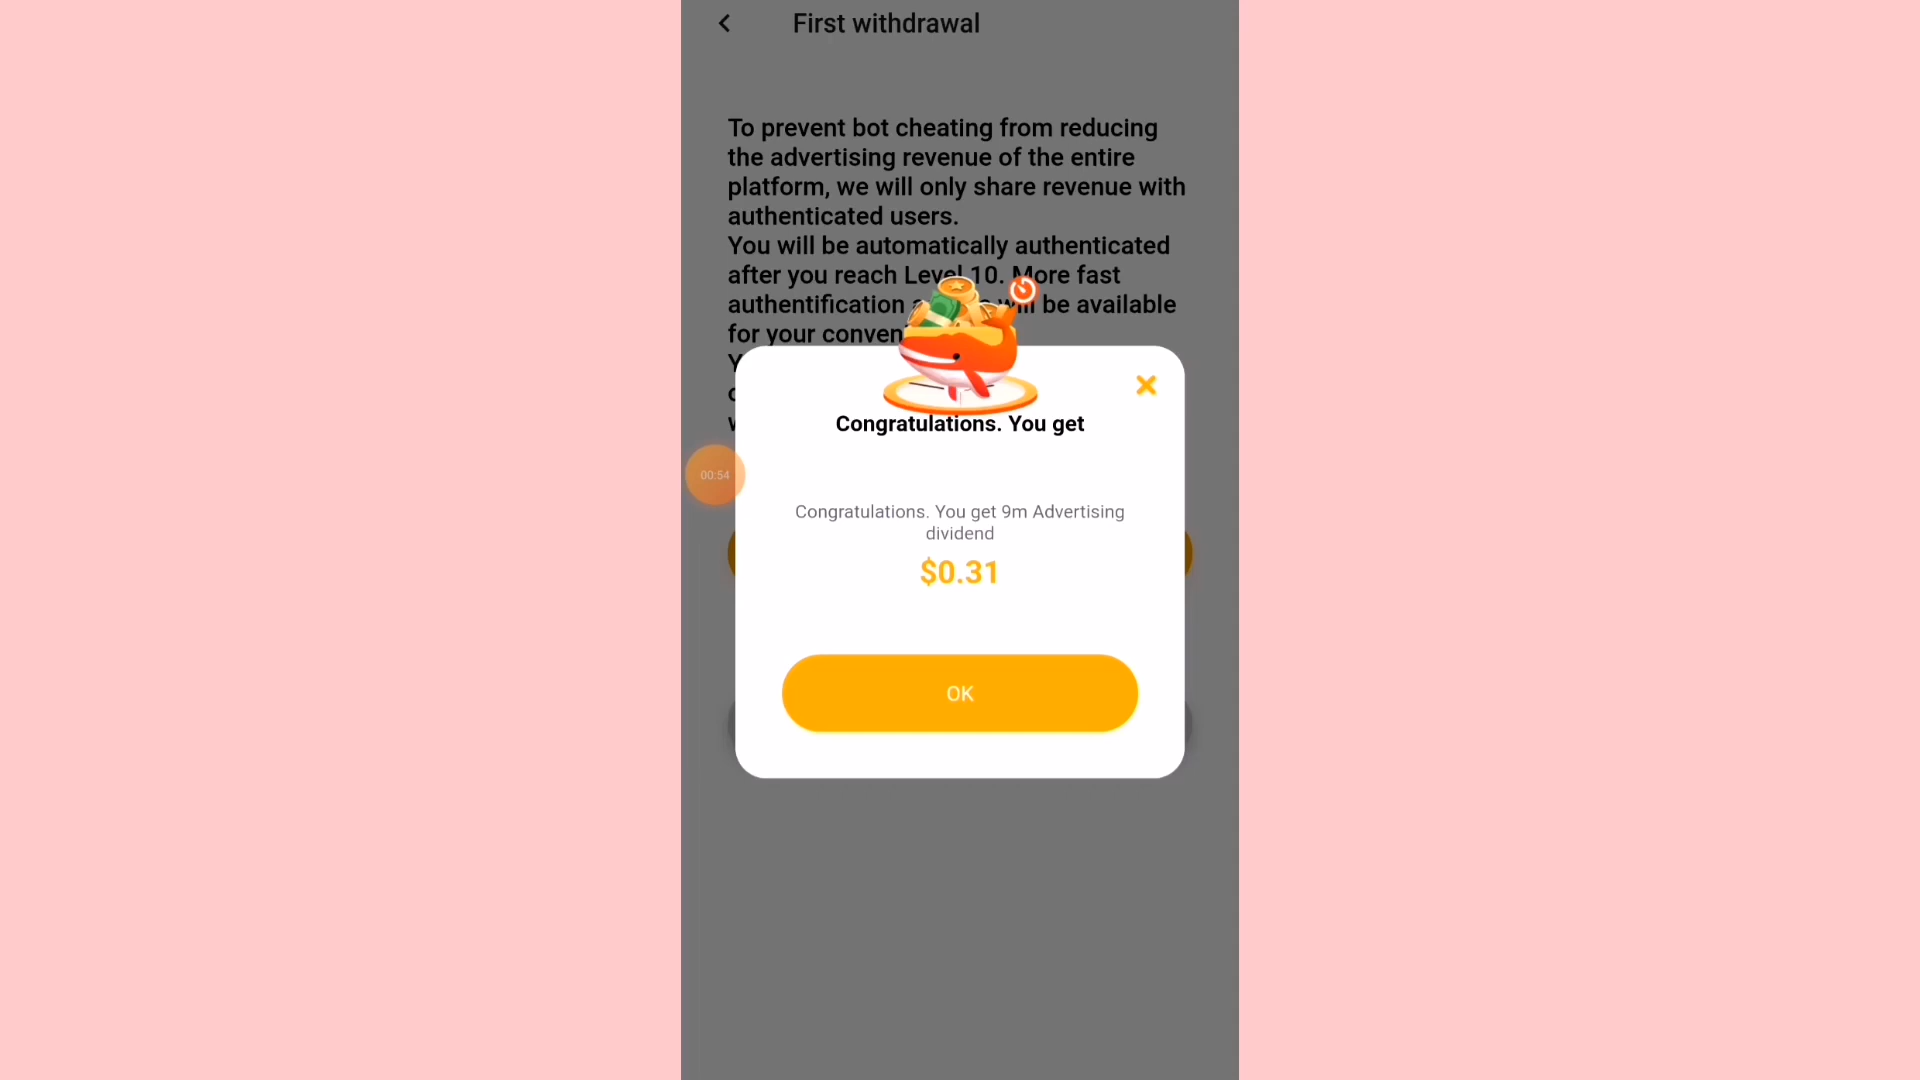 First withdrawal
To prevent bot cheating from reducing
the advertising revenue of the entire
platform, we will only share revenue with
authenticated users.
You will be automatically authenticated
after you reach Level 10. More fast
authentification will be available
for your conven
Congratulations. You get
00:54
Congratulations. You get 9m Advertising
dividend
$0.31
OK